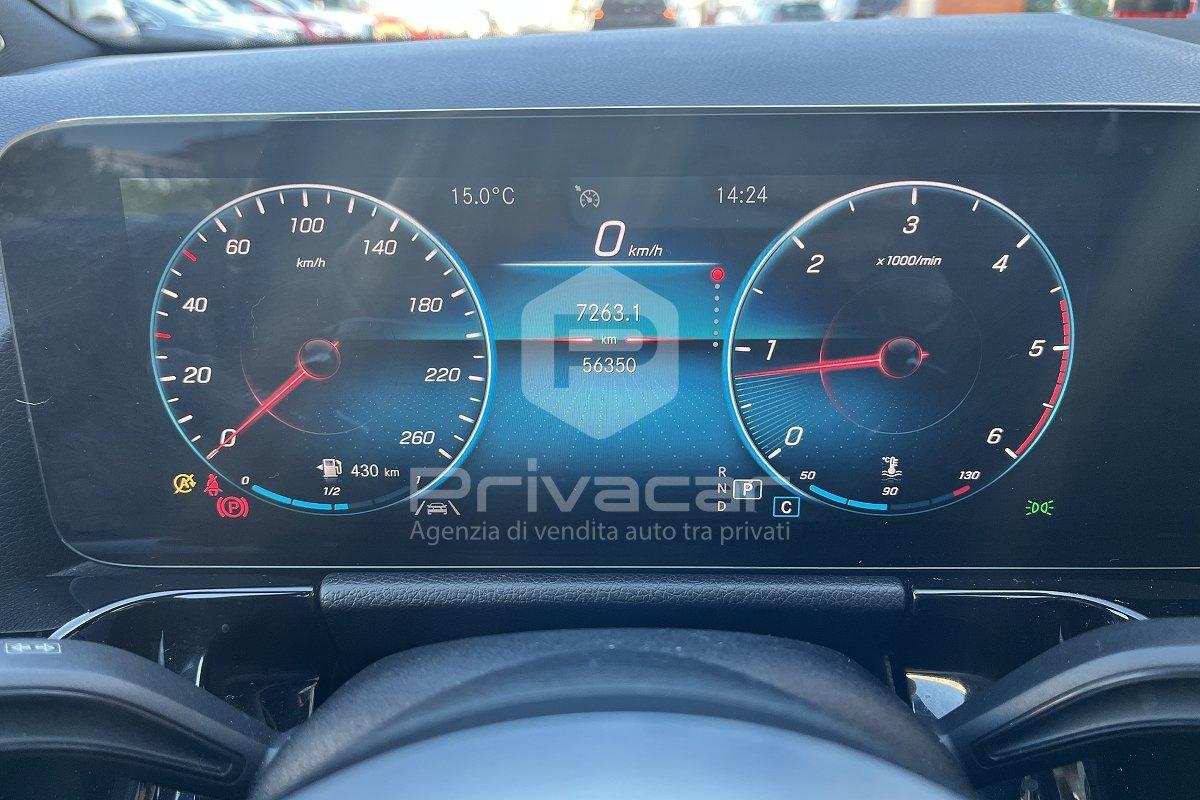 15.0°C
14:24
0 km/h
7263.1
km
56350
0
20
40
60
100
140
180
220
260
km/h
430 km
0
1/2
1
0
1
2
3
4
5
6
x1000/min
50
90
130
°C
R
N P
D
C
A
P
P
Privacar
Agenzia di vendita auto tra privati